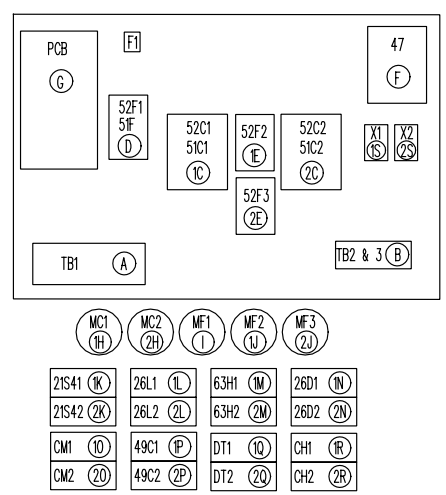 PCB
G
F1
47
F
52F1
51F
D
52C1
51C1
1C
52F2
1E
52C2
51C2
2C
X1
1S
X2
2S
52F3
2E
TB1 A
TB2 & 3 B
MC1
1H
MC2
2H
MF1
I
MF2
1J
MF3
2J
21S41 1K
26L1 1L
63H1 1M
26D1 1N
21S42 2K
26L2 2L
63H2 2M
26D2 2N
CM1 1O
49C1 1P
DT1 1Q
CH1 1R
CM2 2O
49C2 2P
DT2 2Q
CH2 2R